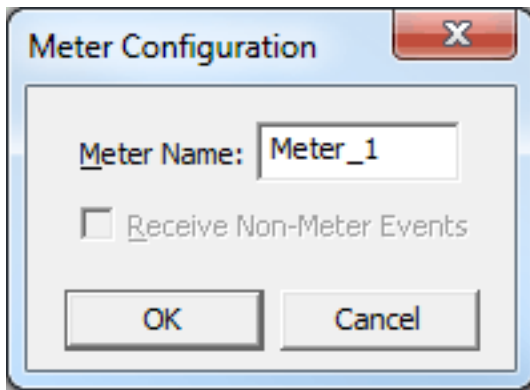 Meter Configuration
Meter Name: Meter_1
Receive Non-Meter Events
OK Cancel